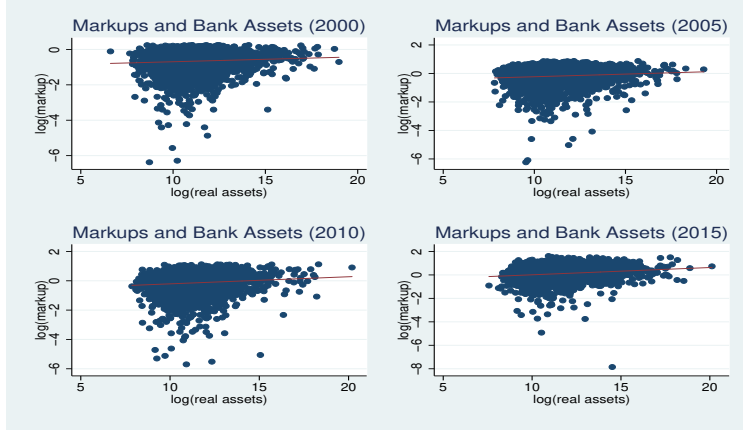 Markups and Bank Assets (2000)
log(markup)
0
−2
−4
−6
5 10 15 20
log(real assets)
Markups and Bank Assets (2005)
log(markup)
2
0
−2
−4
−6
5 10 15 20
log(real assets)
Markups and Bank Assets (2010)
log(markup)
2
0
−2
−4
−6
5 10 15 20
log(real assets)
Markups and Bank Assets (2015)
log(markup)
2
0
−2
−4
−6
−8
5 10 15 20
log(real assets)